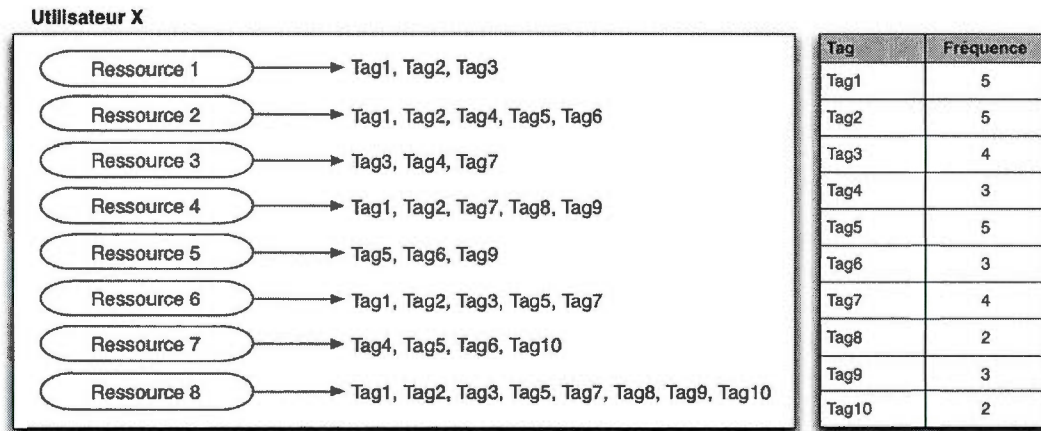 Utilisateur X
Ressource 1 Tag1, Tag2, Tag3
Ressource 2 Tag1, Tag2, Tag4, Tag5, Tag6
Ressource 3 Tag3, Tag4, Tag7
Ressource 4 Tag1, Tag2, Tag7, Tag8, Tag9
Ressource 5 Tag5, Tag6, Tag9
Ressource 6 Tag1, Tag2, Tag3, Tag5, Tag7
Ressource 7 Tag4, Tag5, Tag6, Tag10
Ressource 8 Tag1, Tag2, Tag3, Tag5, Tag7, Tag8, Tag9, Tag10
Tag Fréquence
Tag1 5
Tag2 5
Tag3 4
Tag4 3
Tag5 5
Tag6 3
Tag7 4
Tag8 2
Tag9 3
Tag10 2